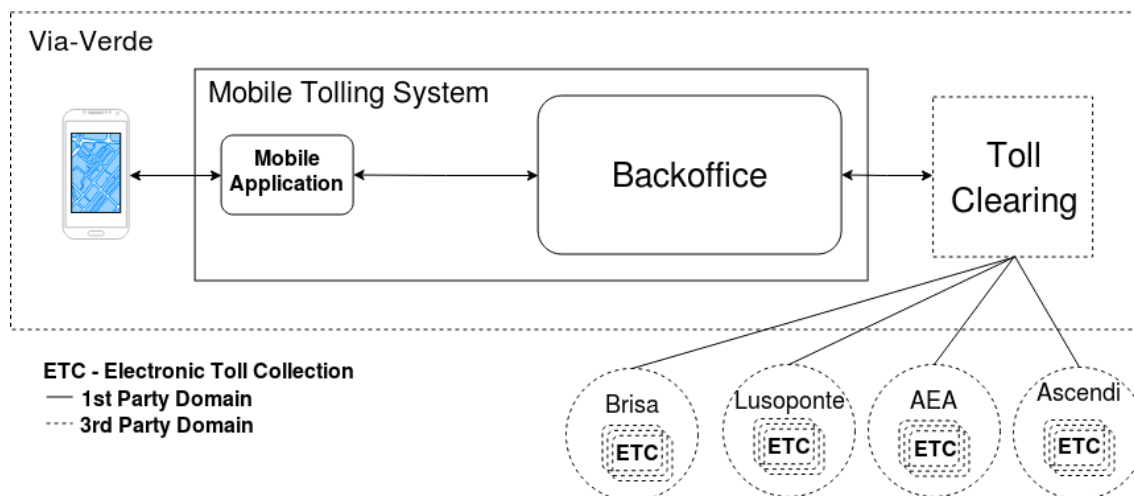 Via-Verde
Mobile Tolling System
Mobile
Application
Backoffice
Toll
Clearing
ETC - Electronic Toll Collection
1st Party Domain
3rd Party Domain
Brisa
ETC
Lusoponte
ETC
AEA
ETC
Ascendi
ETC